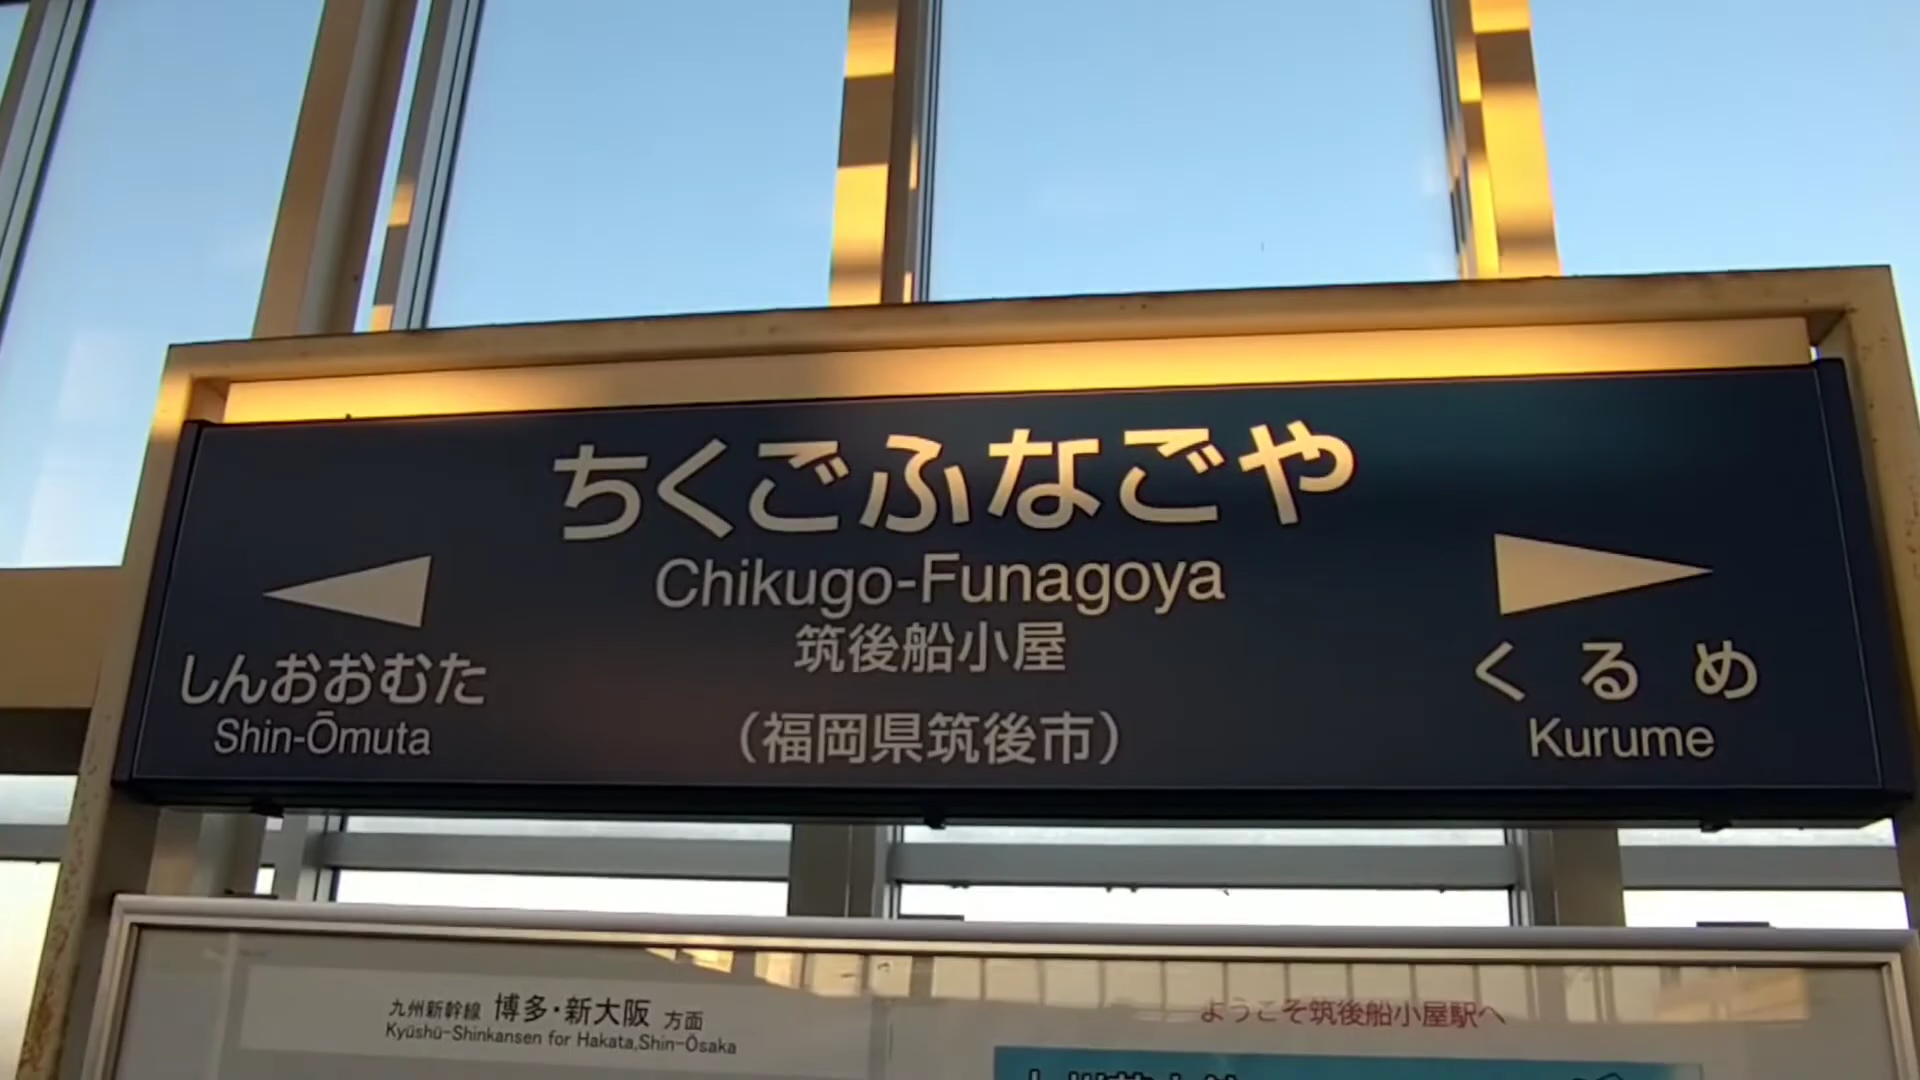 ちくごふなごや
Chikugo-Funagoya
筑後船小屋
(福岡県筑後市)
しんおおむた
Shin-Ōmuta
くるめ
Kurume
九州新幹線 博多・新大阪 方面
Kyūshū-Shinkansen for Hakata,Shin-Ōsaka
ようこそ筑後船小屋駅へ